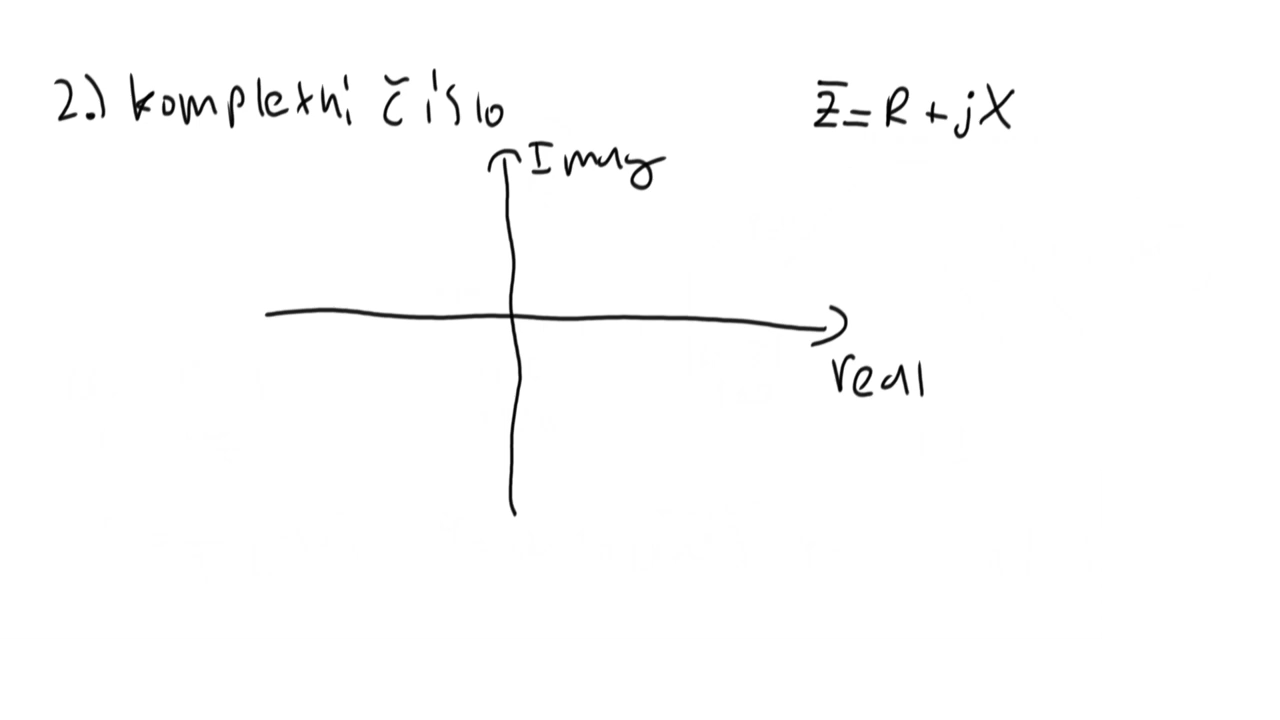 2.) komplexní číslo
Z̅ = R + jX
Imag
real